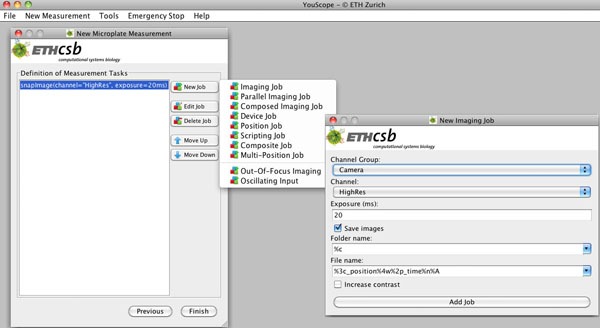 YouScope - © ETH Zurich
File New Measurement Tools Emergency Stop Help
New Microplate Measurement
ETHcsb
computational systems biology
Definition of Measurement Tasks
snapImage(channel="HighRes", exposure=20ms)
New Job
Edit Job
Delete Job
Move Up
Move Down
Previous
Finish
Imaging Job
Parallel Imaging Job
Composed Imaging Job
Device Job
Position Job
Scripting Job
Composite Job
Multi-Position Job
Out-Of-Focus Imaging
Oscillating Input
New Imaging Job
ETHcsb
computational systems biology
Channel Group:
Camera
Channel:
HighRes
Exposure (ms):
20
Save images
Folder name:
%c
File name:
%3c_position%4w%2p_time%n%A
Increase contrast
Add Job